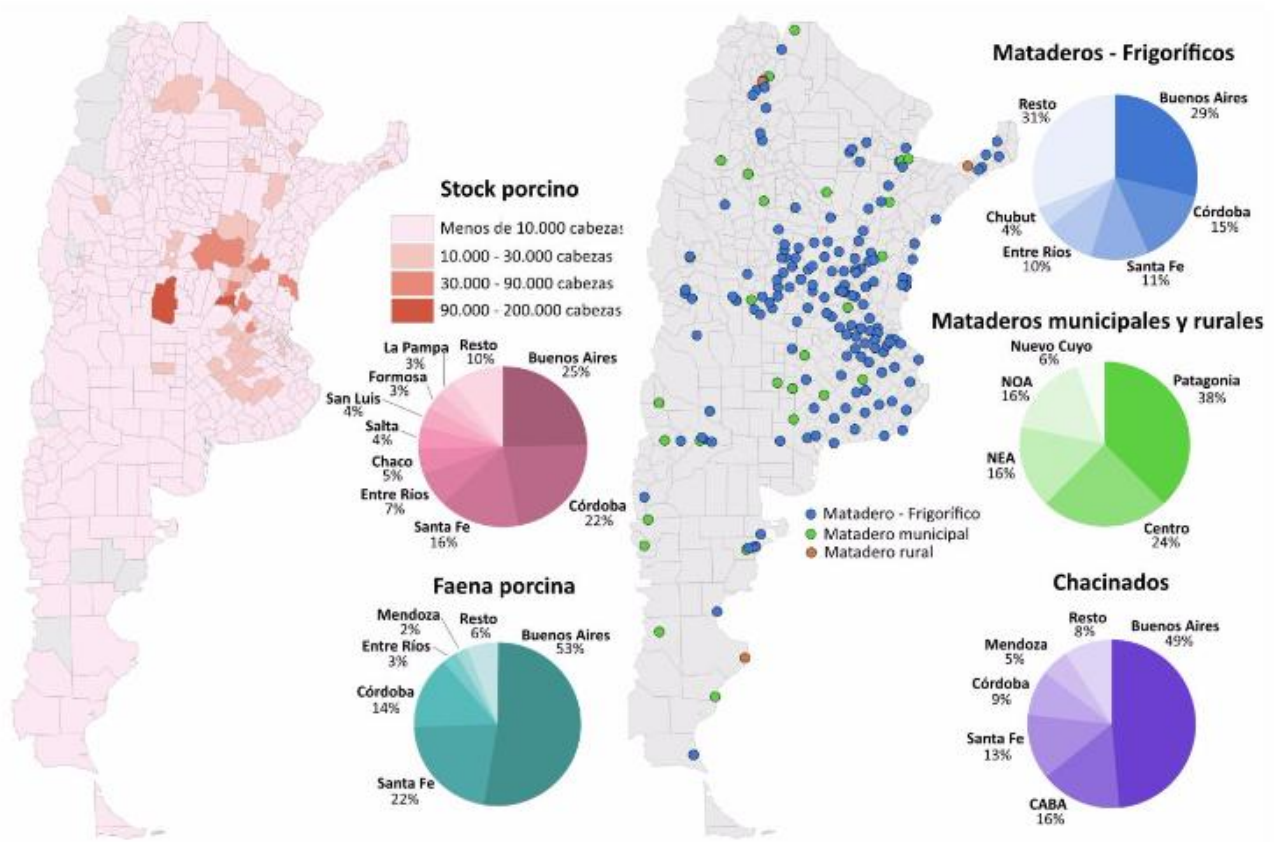 Stock porcino
Menos de 10.000 cabezas
10.000 - 30.000 cabezas
30.000 - 90.000 cabezas
90.000 - 200.000 cabezas
La Pampa
3%
Resto
10%
Buenos Aires
25%
Formosa
3%
San Luis
4%
Salta
4%
Chaco
5%
Entre Ríos
7%
Santa Fe
16%
Córdoba
22%
Faena porcina
Mendoza
2%
Resto
6%
Buenos Aires
53%
Entre Ríos
3%
Córdoba
14%
Santa Fe
22%
Matadero - Frigorífico
Matadero municipal
Matadero rural
Mataderos - Frigoríficos
Resto
31%
Buenos Aires
29%
Chubut
4%
Córdoba
15%
Entre Ríos
10%
Santa Fe
11%
Mataderos municipales y rurales
Nuevo Cuyo
6%
NOA
16%
Patagonia
38%
NEA
16%
Centro
24%
Chacinados
Resto
8%
Buenos Aires
49%
Mendoza
5%
Córdoba
9%
Santa Fe
13%
CABA
16%